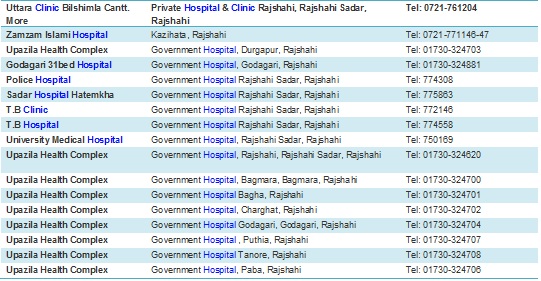 Uttara Clinic Bilshimla Cantt. Private Hospital & Clinic Rajshahi, Rajshahi Sadar, Tel: 0721-761204
More Rajshahi
Zamzam Islami Hospital Kazihata, Rajshahi Tel: 0721-771146-47
Upazila Health Complex Government Hospital, Durgapur, Rajshahi Tel: 01730-324703
Godagari 31bed Hospital Government Hospital, Godagari, Rajshahi Tel: 01730-324881
Police Hospital Government Hospital Rajshahi Sadar, Rajshahi Tel: 774308
Sadar Hospital Hatemkha Government Hospital Rajshahi Sadar, Rajshahi Tel: 775863
T.B Clinic Government Hospital Rajshahi Sadar, Rajshahi Tel: 772146
T.B Hospital Government Hospital Rajshahi Sadar, Rajshahi Tel: 774558
University Medical Hospital Government Hospital, Rajshahi Sadar, Rajshahi Tel: 750169
Upazila Health Complex Government Hospital, Rajshahi, Rajshahi Sadar, Rajshahi Tel: 01730-324620
Upazila Health Complex Government Hospital, Bagmara, Bagmara, Rajshahi Tel: 01730-324700
Upazila Health Complex Government Hospital Bagha, Rajshahi Tel: 01730-324701
Upazila Health Complex Government Hospital, Charghat, Rajshahi Tel: 01730-324702
Upazila Health Complex Government Hospital Godagari, Godagari, Rajshahi Tel: 01730-324704
Upazila Health Complex Government Hospital , Puthia, Rajshahi Tel: 01730-324707
Upazila Health Complex Government Hospital Tanore, Rajshahi Tel: 01730-324708
Upazila Health Complex Government Hospital, Paba, Rajshahi Tel: 01730-324706